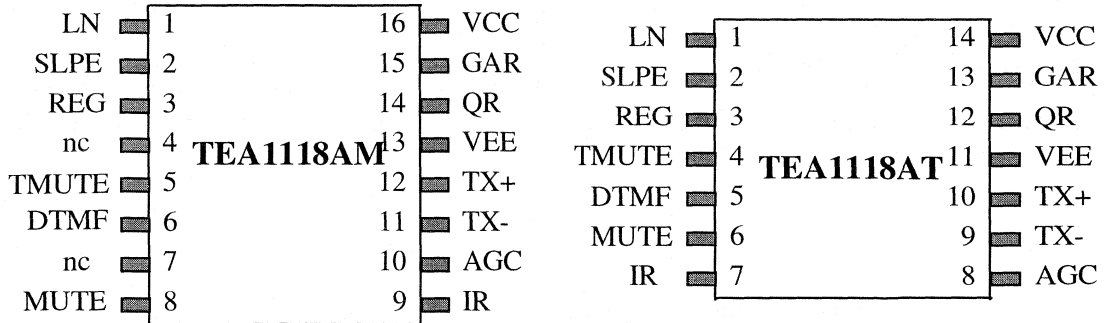 LN 1 16 VCC
SLPE 2 15 GAR
REG 3 14 QR
nc 4 13 VEE
TEA1118AM
TMUTE 5 12 TX+
DTMF 6 11 TX-
nc 7 10 AGC
MUTE 8 9 IR
LN 1 14 VCC
SLPE 2 13 GAR
REG 3 12 QR
TMUTE 4 11 VEE
TEA1118AT
DTMF 5 10 TX+
MUTE 6 9 TX-
IR 7 8 AGC